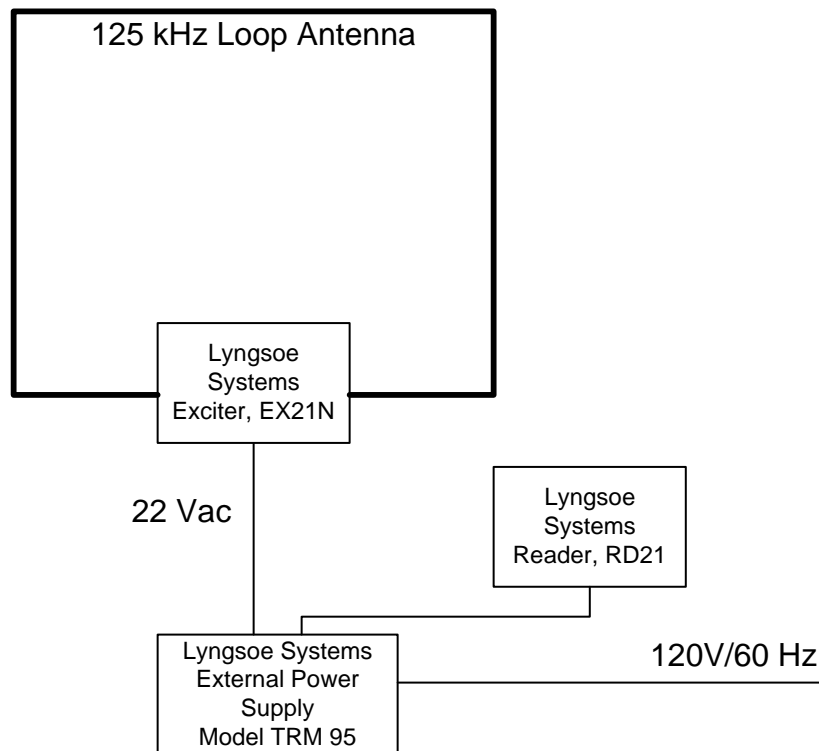 125 kHz Loop Antenna
Lyngsoe
Systems
Exciter, EX21N
22 Vac
Lyngsoe
Systems
Reader, RD21
120V/60 Hz
Lyngsoe Systems
External Power
Supply
Model TRM 95